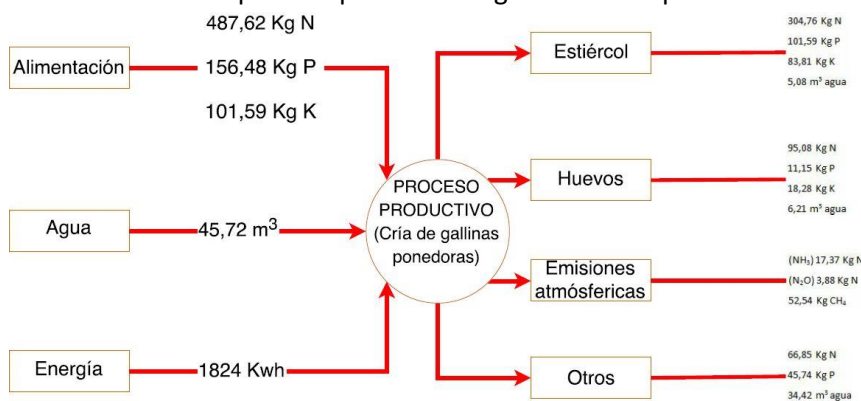 487,62 Kg N
156,48 Kg P
101,59 Kg K
Alimentación
Agua
45,72 m³
Energía
1824 Kwh
PROCESO
PRODUCTIVO
(Cría de gallinas
ponedoras)
Estiércol
304,76 Kg N
101,59 Kg P
83,81 Kg K
5,08 m³ agua
Huevos
95,08 Kg N
11,15 Kg P
18,28 Kg K
6,21 m³ agua
Emisiones
atmósfericas
(NH₃) 17,37 Kg N
(N₂O) 3,88 Kg N
52,54 Kg CH₄
Otros
66,85 Kg N
45,74 Kg P
34,42 m³ agua